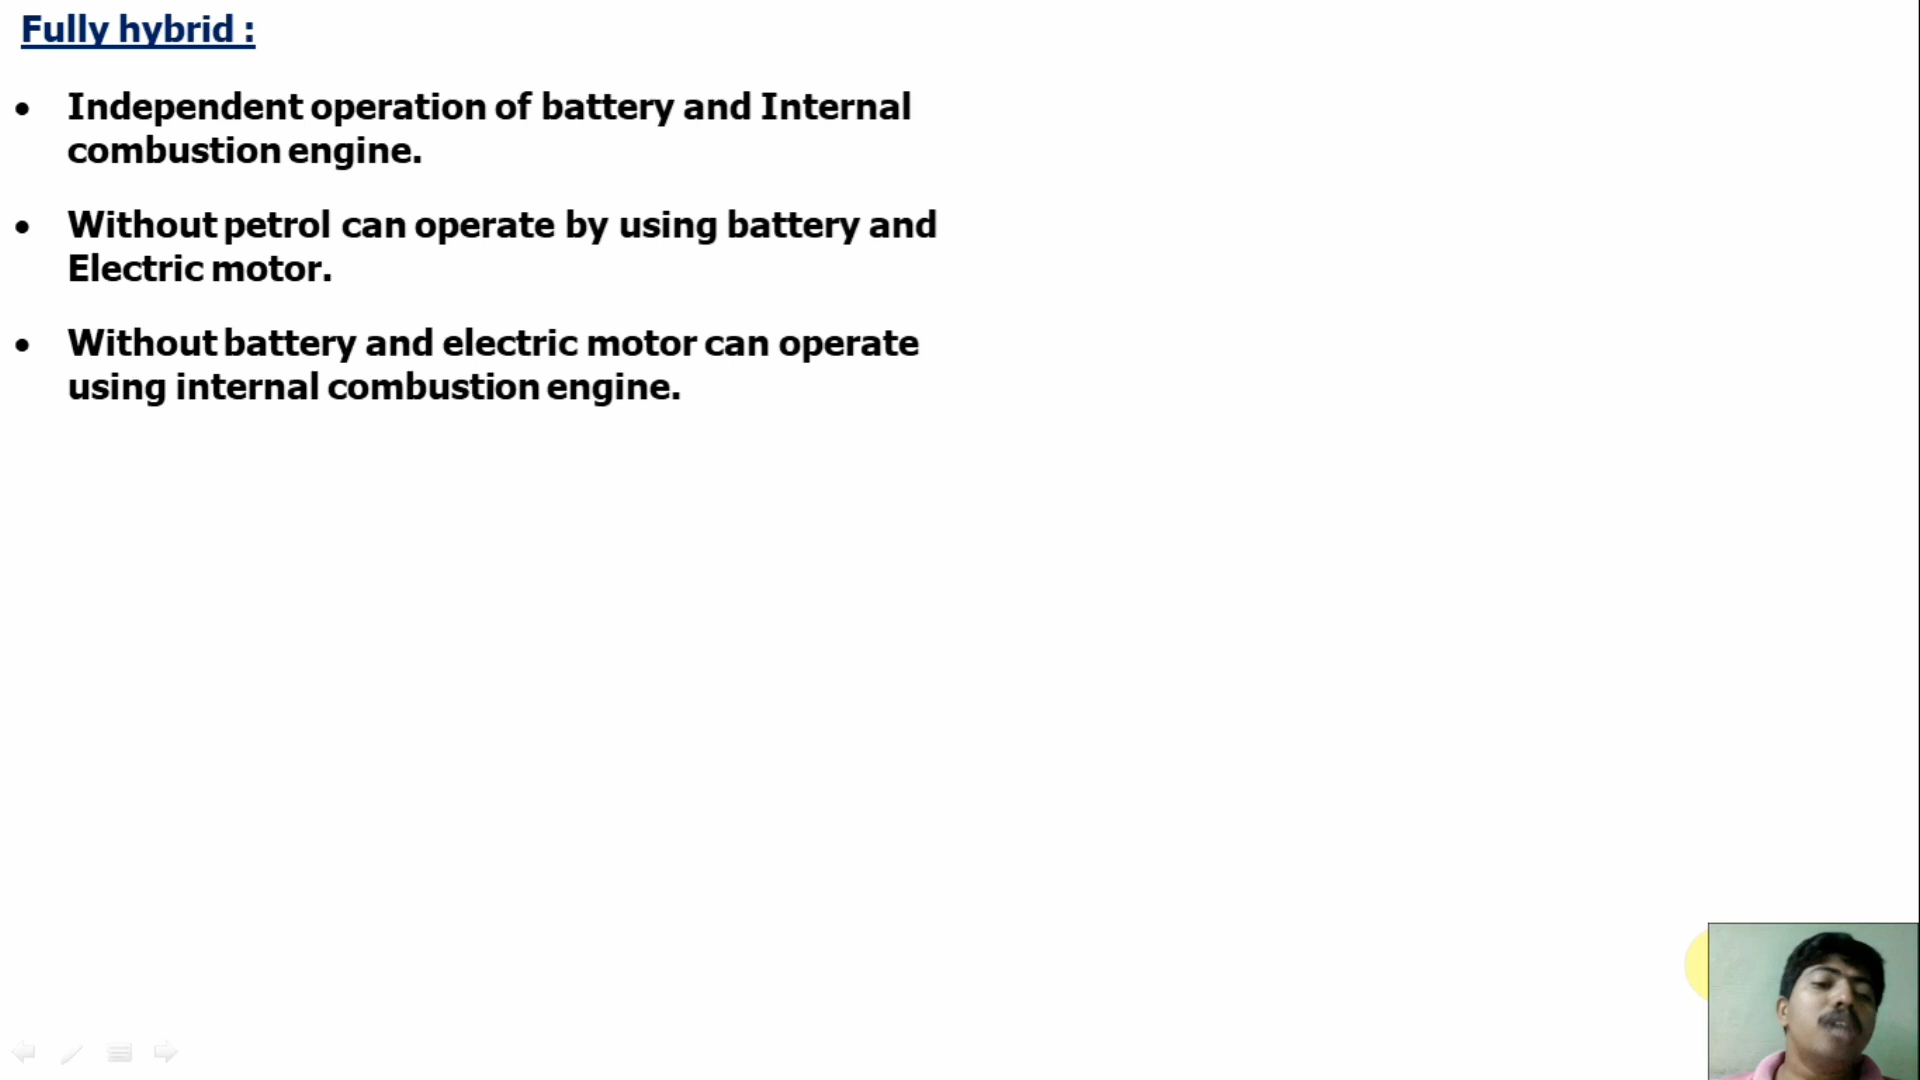 Fully hybrid :
Independent operation of battery and Internal
combustion engine.
Without petrol can operate by using battery and
Electric motor.
Without battery and electric motor can operate
using internal combustion engine.